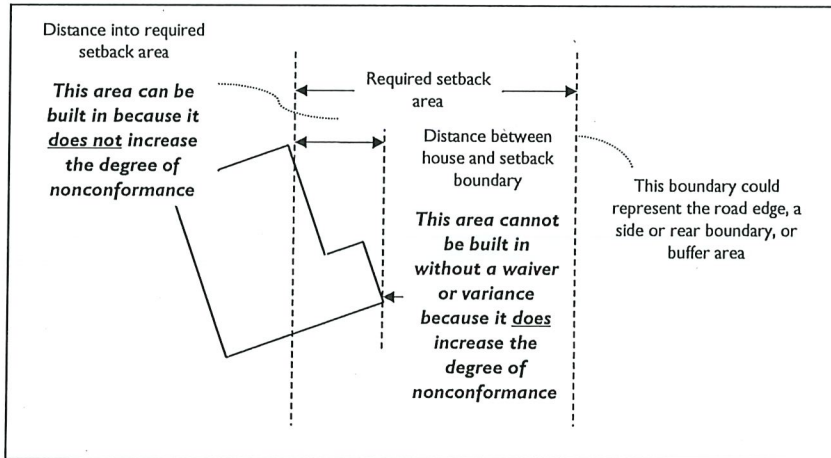 Distance into required
setback area
This area can be
built in because it
does not increase
the degree of
nonconformance
Required setback
area
Distance between
house and setback
boundary
This area cannot
be built in
without a waiver
or variance
because it does
increase the
degree of
nonconformance
This boundary could
represent the road edge, a
side or rear boundary, or
buffer area